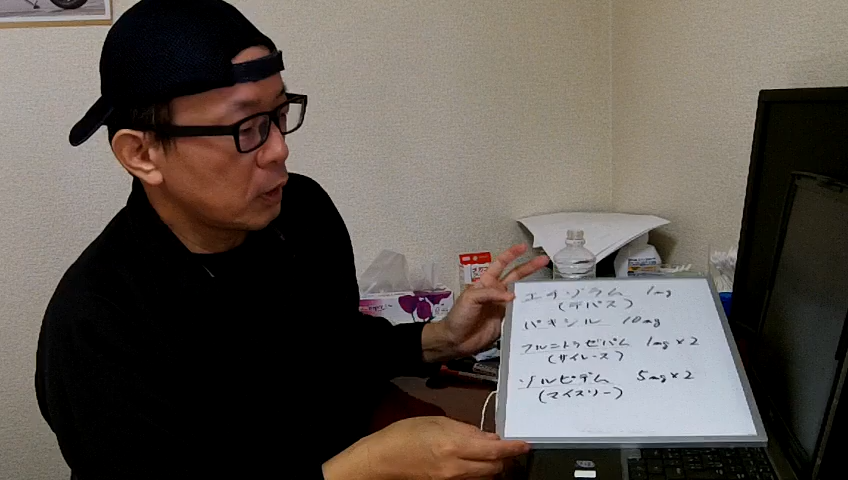 エチゾラム 1mg
(デパス)
パキシル 10mg
フルニトラゼパム 1mg×2
(サイレース)
ゾルピデム 5mg×2
(マイスリー)